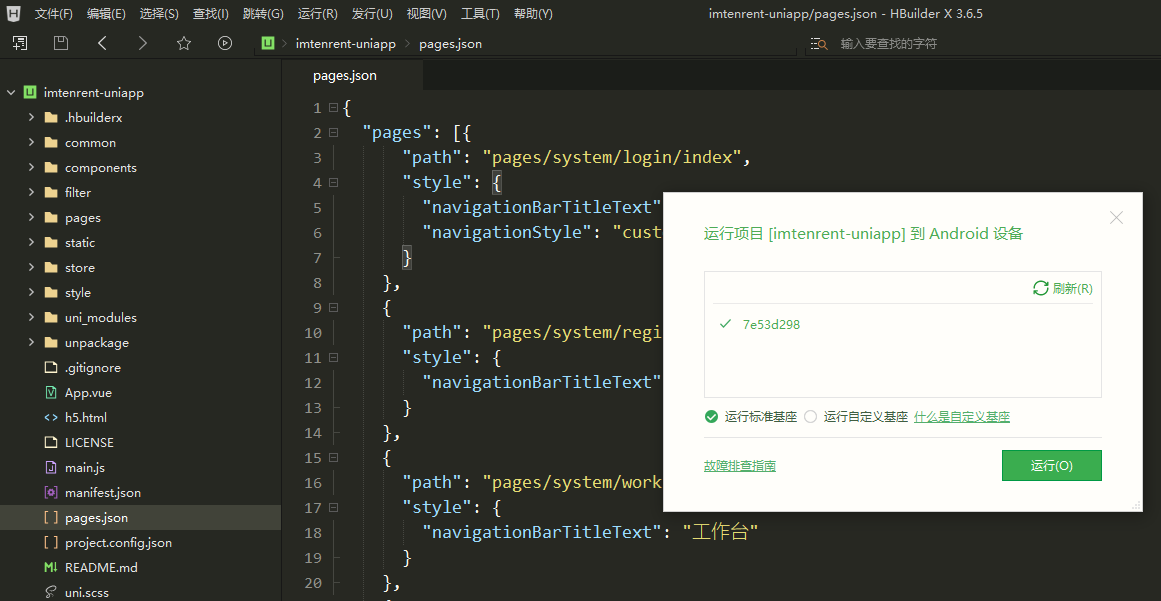 文件(F) 编辑(E) 选择(S) 查找(I) 跳转(G) 运行(R) 发行(U) 视图(V) 工具(T) 帮助(Y) imtenrent-uniapp/pages.json - HBuilder X 3.6.5
imtenrent-uniapp pages.json 输入要查找的字符
imtenrent-uniapp
.hbuilderx
common
components
filter
pages
static
store
style
uni_modules
unpackage
.gitignore
App.vue
h5.html
LICENSE
main.js
manifest.json
pages.json
project.config.json
README.md
uni.scss
pages.json
1 {
2 "pages": [{
3 "path": "pages/system/login/index",
4 "style": {
5 "navigationBarTitleText"
6 "navigationStyle": "cust
7 }
8 },
9 {
10 "path": "pages/system/regi
11 "style": {
12 "navigationBarTitleText"
13 }
14 },
15 {
16 "path": "pages/system/work
17 "style": {
18 "navigationBarTitleText": "工作台"
19 }
20 },
运行项目 [imtenrent-uniapp] 到 Android 设备
刷新(R)
7e53d298
运行标准基座 运行自定义基座 什么是自定义基座
故障排查指南 运行(O)